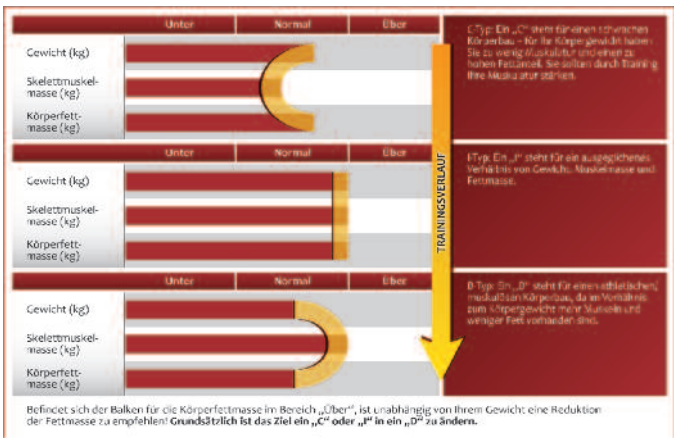 Unter Normal Über
Gewicht (kg)
Skelettmuskel-
masse (kg)
Körperfett-
masse (kg)
C-Typ: Ein „C“ steht für einen schwachen
Körperbau – für ihr Körpergewicht haben
Sie zu wenig Muskulatur und einen zu
hohen Fettanteil. Sie sollten durch Training
Ihre Muskulatur stärken.
Unter Normal Über
Gewicht (kg)
Skelettmuskel-
masse (kg)
Körperfett-
masse (kg)
I-Typ: Ein „I“ steht für ein ausgeglichenes
Verhältnis von Gewicht, Muskelmasse und
Fettmasse.
TRAININGSVERLAUF
Unter Normal Über
Gewicht (kg)
Skelettmuskel-
masse (kg)
Körperfett-
masse (kg)
D-Typ: Ein „D“ steht für einen athletischen,
muskulösen Körperbau, da im Verhältnis
zum Körpergewicht mehr Muskeln und
weniger Fett vorhanden sind.
Befindet sich der Balken für die Körperfettmasse im Bereich „Über“, ist unabhängig von Ihrem Gewicht eine Reduktion
der Fettmasse zu empfehlen! Grundsätzlich ist das Ziel ein „C“ oder „I“ in ein „D“ zu ändern.